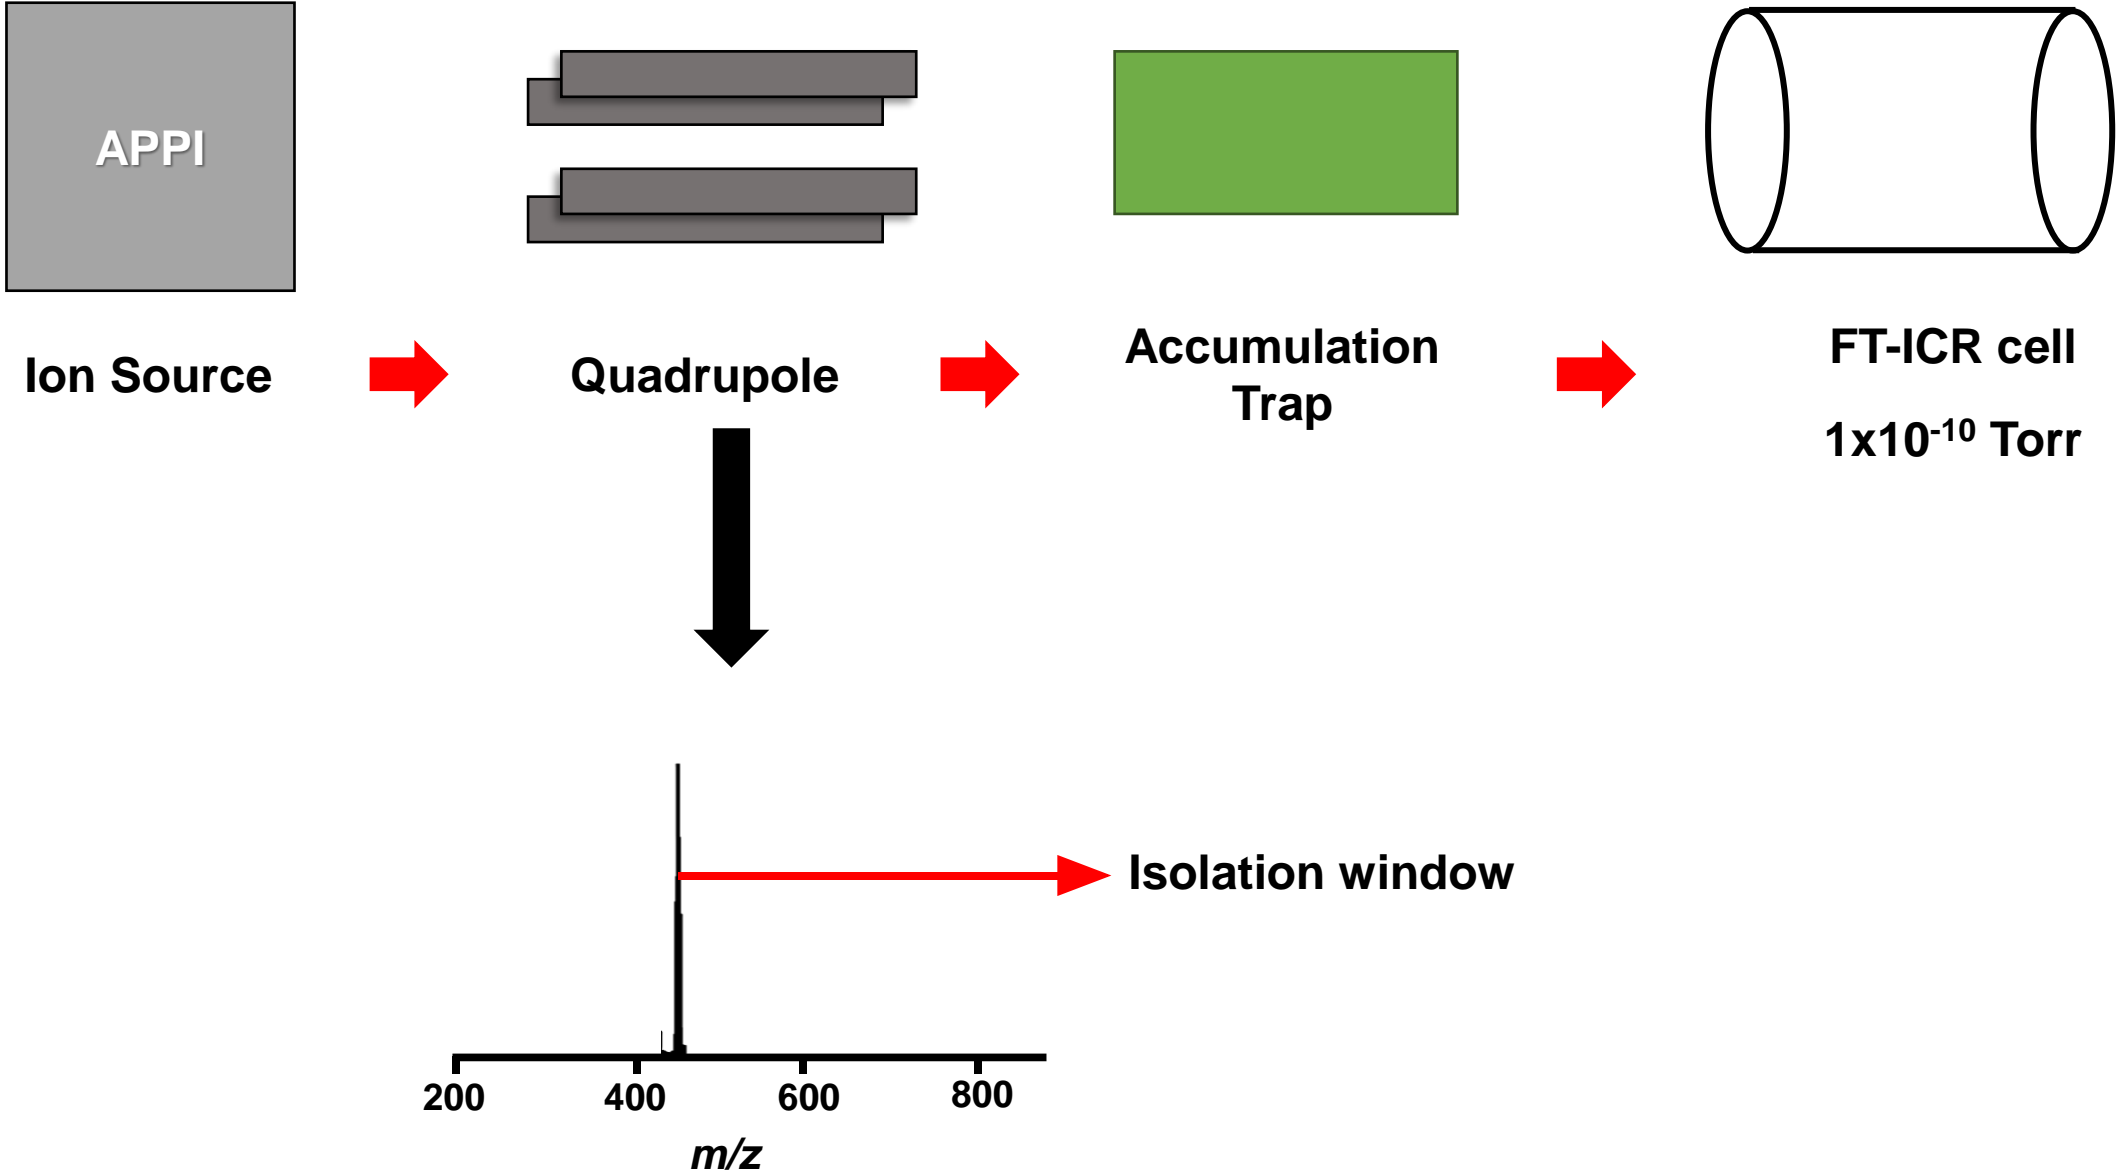 APPI
Ion Source
Quadrupole
Accumulation
Trap
FT-ICR cell
1x10⁻¹⁰ Torr
Isolation window
200 400 600 800
m/z